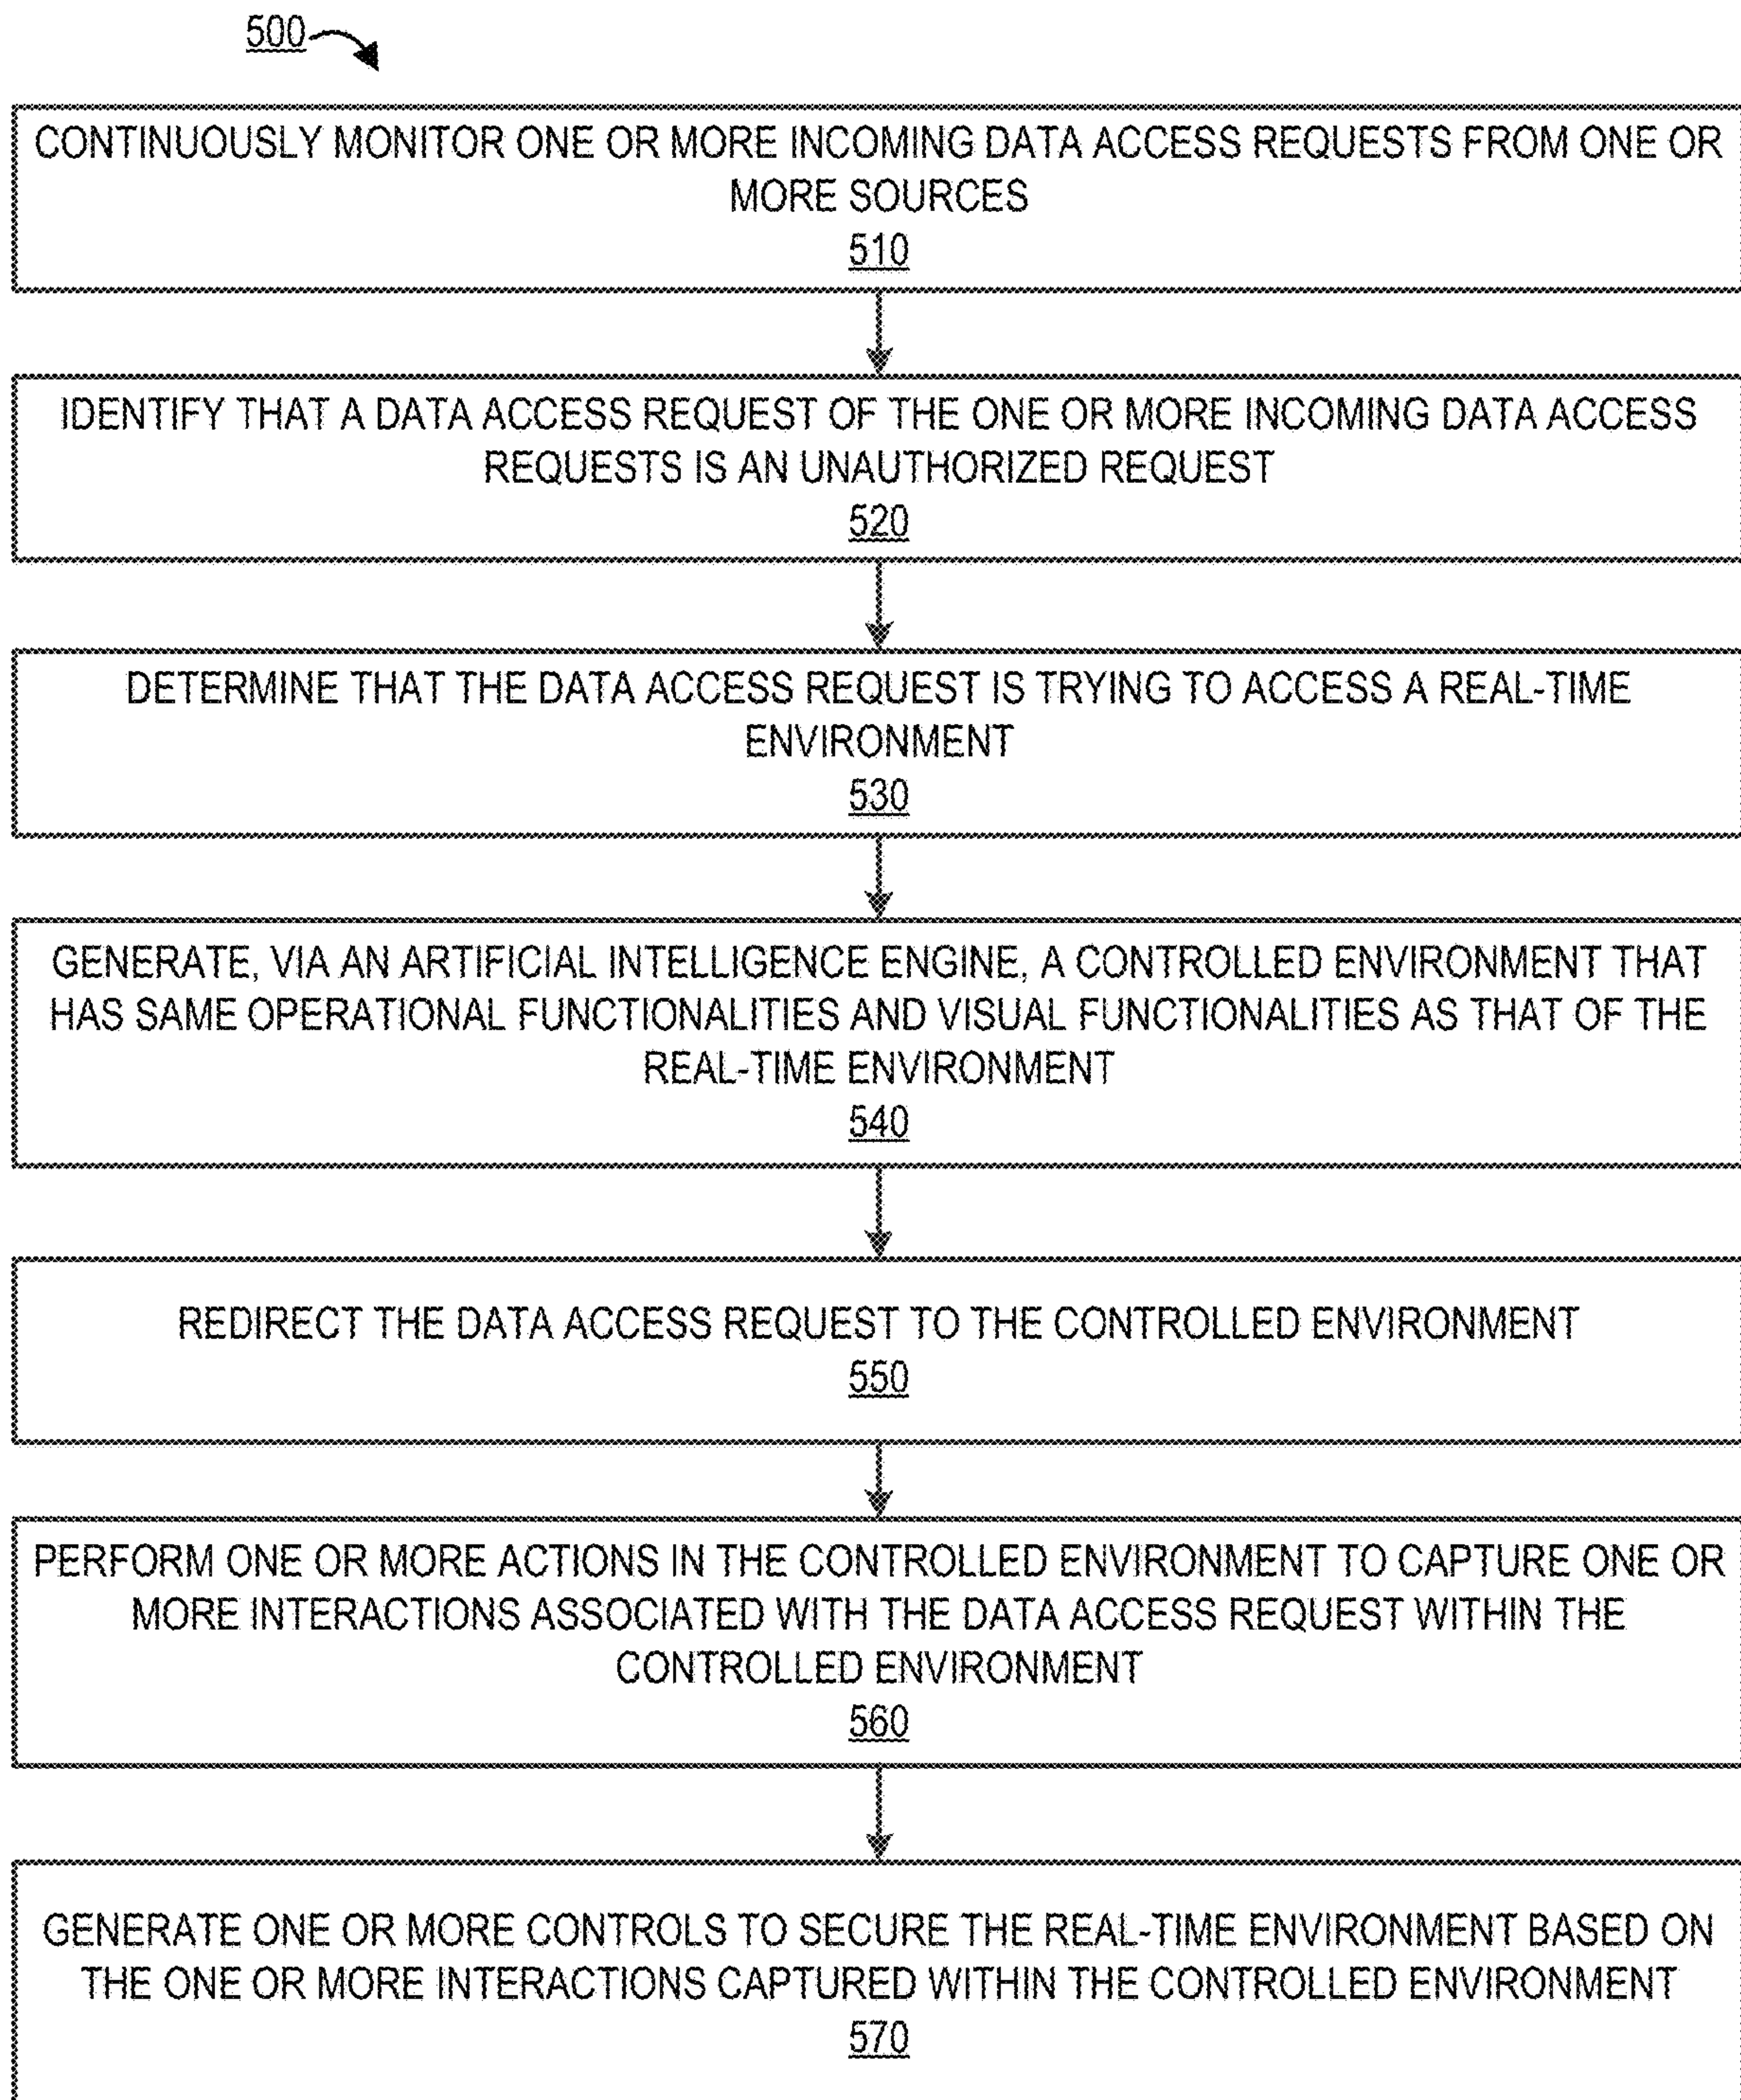 500
CONTINUOUSLY MONITOR ONE OR MORE INCOMING DATA ACCESS REQUESTS FROM ONE OR
MORE SOURCES
510
IDENTIFY THAT A DATA ACCESS REQUEST OF THE ONE OR MORE INCOMING DATA ACCESS
REQUESTS IS AN UNAUTHORIZED REQUEST
520
DETERMINE THAT THE DATA ACCESS REQUEST IS TRYING TO ACCESS A REAL-TIME
ENVIRONMENT
530
GENERATE, VIA AN ARTIFICIAL INTELLIGENCE ENGINE, A CONTROLLED ENVIRONMENT THAT
HAS SAME OPERATIONAL FUNCTIONALITIES AND VISUAL FUNCTIONALITIES AS THAT OF THE
REAL-TIME ENVIRONMENT
540
REDIRECT THE DATA ACCESS REQUEST TO THE CONTROLLED ENVIRONMENT
550
PERFORM ONE OR MORE ACTIONS IN THE CONTROLLED ENVIRONMENT TO CAPTURE ONE OR
MORE INTERACTIONS ASSOCIATED WITH THE DATA ACCESS REQUEST WITHIN THE
CONTROLLED ENVIRONMENT
560
GENERATE ONE OR MORE CONTROLS TO SECURE THE REAL-TIME ENVIRONMENT BASED ON
THE ONE OR MORE INTERACTIONS CAPTURED WITHIN THE CONTROLLED ENVIRONMENT
570